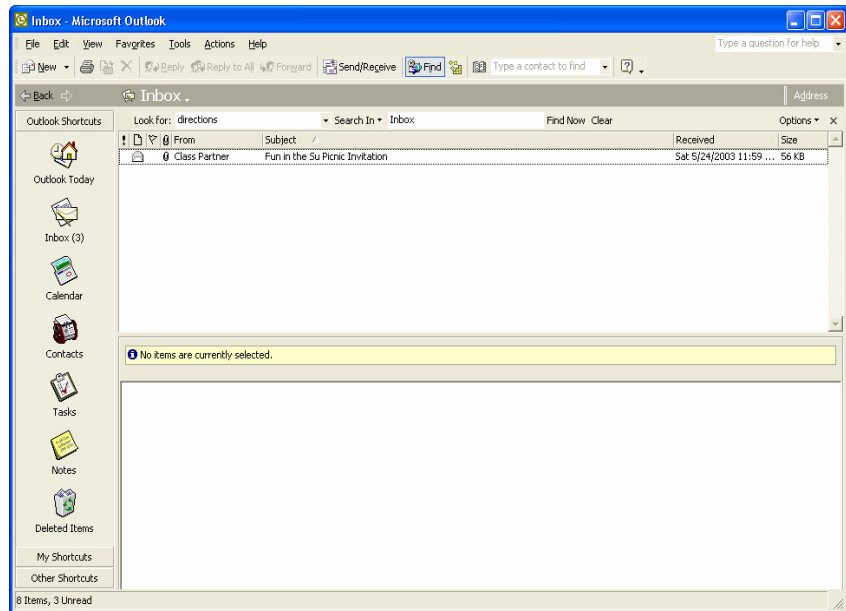 Inbox - Microsoft Outlook
File Edit View Favorites Tools Actions Help Type a question for help
New Reply Reply to All Forward Send/Receive Find Type a contact to find
Back Inbox Address
Outlook Shortcuts Look for: directions Search In Inbox Find Now Clear Options
From Subject Received Size
Class Partner Fun in the Su Picnic Invitation Sat 5/24/2003 11:59 ... 56 KB
Outlook Today
Inbox (3)
Calendar
Contacts
No items are currently selected.
Tasks
Notes
Deleted Items
My Shortcuts
Other Shortcuts
8 Items, 3 Unread